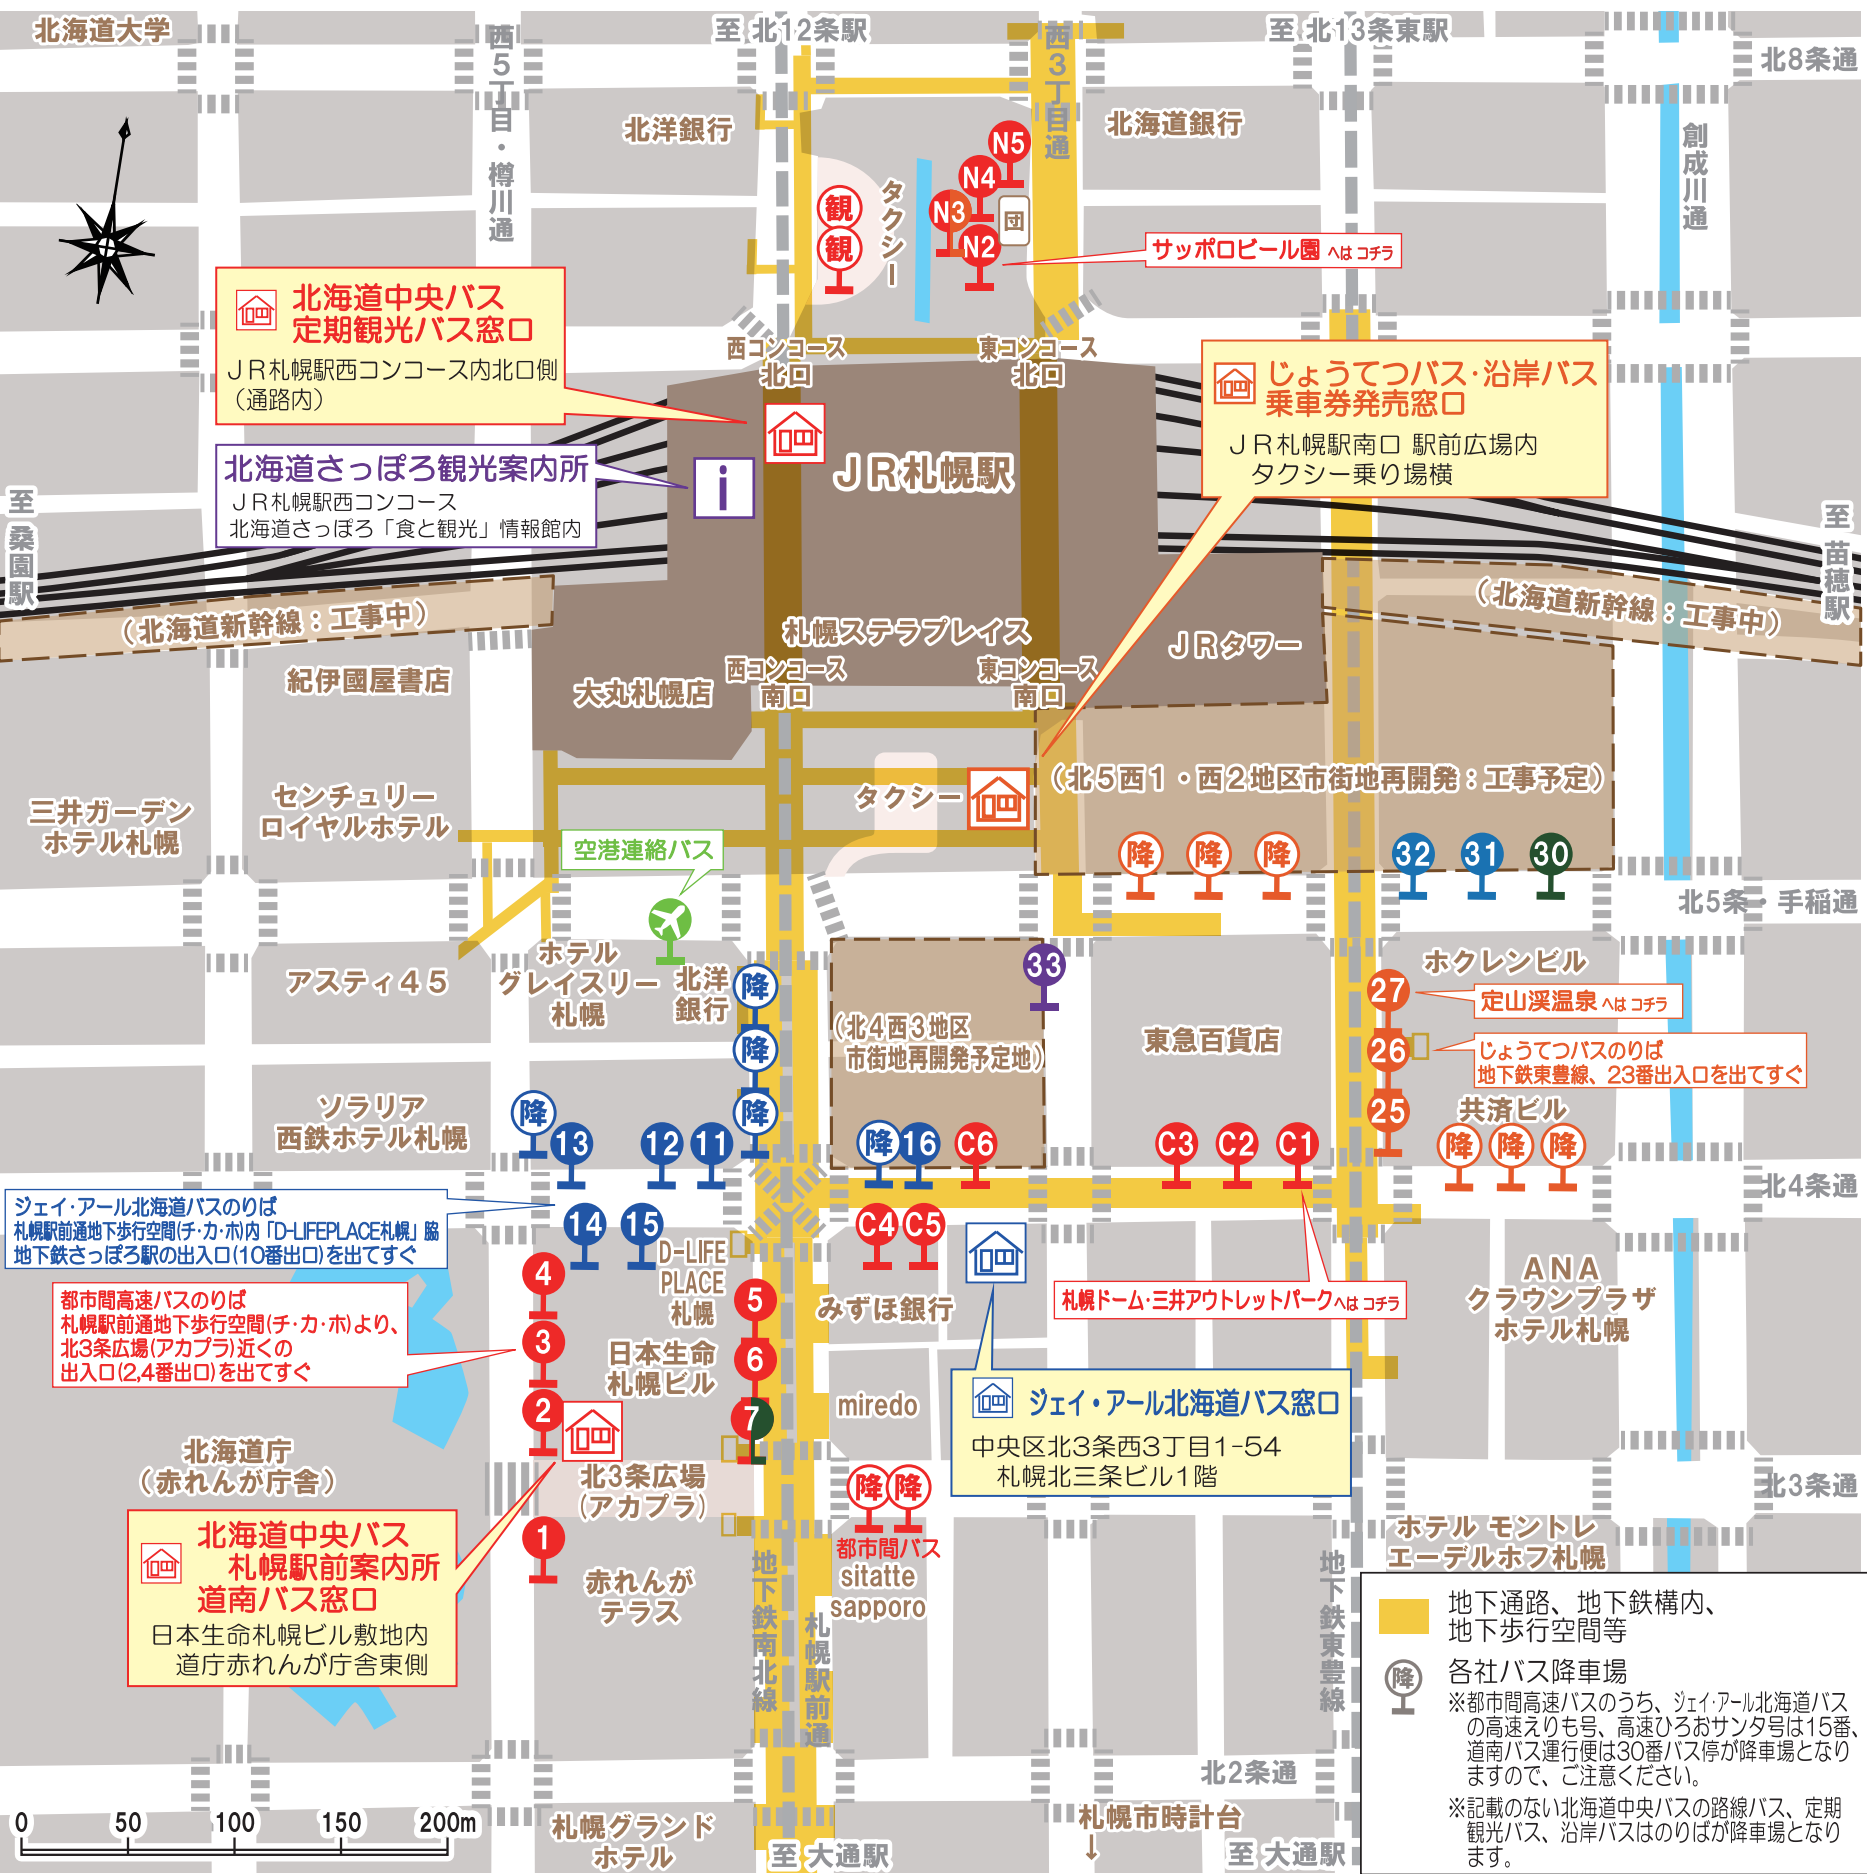 北海道大学
西5丁目・樽川通
至 北12条駅
西3丁目通
至 北13条東駅
北8条通
北洋銀行
北海道銀行
創成川通
N5
N4
N3
N2
団
観
観
タクシー
サッポロビール園 へは コチラ
北海道中央バス
定期観光バス窓口
JR札幌駅西コンコース内北口側
(通路内)
西コンコース
北口
東コンコース
北口
じょうてつバス・沿岸バス
乗車券発売窓口
JR札幌駅南口 駅前広場内
タクシー乗り場横
北海道さっぽろ観光案内所
JR札幌駅西コンコース
北海道さっぽろ「食と観光」情報館内
i
JR札幌駅
至 桑園駅
至 苗穂駅
(北海道新幹線：工事中)
(北海道新幹線：工事中)
札幌ステラプレイス
JRタワー
紀伊國屋書店
大丸札幌店
西コンコース
南口
東コンコース
南口
三井ガーデン
ホテル札幌
センチュリー
ロイヤルホテル
タクシー
(北5西1・西2地区市街地再開発：工事予定)
空港連絡バス
降
降
降
32
31
30
北5条・手稲通
アスティ45
ホテル
グレイスリー
札幌
北洋
銀行
降
降
降
(北4西3地区
市街地再開発予定地)
33
東急百貨店
ホクレンビル
27
定山渓温泉 へは コチラ
26
じょうてつバスのりば
地下鉄東豊線、23番出入口を出てすぐ
25
共済ビル
降
降
降
ソラリア
西鉄ホテル札幌
降
13
12
11
降
16
C6
C3
C2
C1
北4条通
ジェイ・アール北海道バスのりば
札幌駅前通地下歩行空間(チ・カ・ホ)内「D-LIFEPLACE札幌」脇
地下鉄さっぽろ駅の出入口(10番出口)を出てすぐ
14
15
C4
C5
D-LIFE
PLACE
札幌
都市間高速バスのりば
札幌駅前通地下歩行空間(チ・カ・ホ)より、
北3条広場(アカプラ)近くの
出入口(2,4番出口)を出てすぐ
4
3
2
5
6
7
みずほ銀行
札幌ドーム・三井アウトレットパークへは コチラ
ANA
クラウンプラザ
ホテル札幌
日本生命
札幌ビル
miredo
ジェイ・アール北海道バス窓口
中央区北3条西3丁目1-54
札幌北三条ビル1階
北海道庁
(赤れんが庁舎)
北3条広場
(アカプラ)
降
降
都市間バス
北3条通
北海道中央バス
札幌駅前案内所
道南バス窓口
日本生命札幌ビル敷地内
道庁赤れんが庁舎東側
1
赤れんが
テラス
地下鉄南北線
札幌駅前通
sitatte
sapporo
地下鉄東豊線
ホテル モントレ
エーデルホフ札幌
地下通路、地下鉄構内、
地下歩行空間等
降
各社バス降車場
※都市間高速バスのうち、ジェイ・アール北海道バス
の高速えりも号、高速ひろおサンタ号は15番、
道南バス運行便は30番バス停が降車場となり
ますので、ご注意ください。
※記載のない北海道中央バスの路線バス、定期
観光バス、沿岸バスはのりばが降車場となり
ます。
北2条通
0 50 100 150 200m
札幌グランド
ホテル
至 大通駅
札幌市時計台
↓
至 大通駅